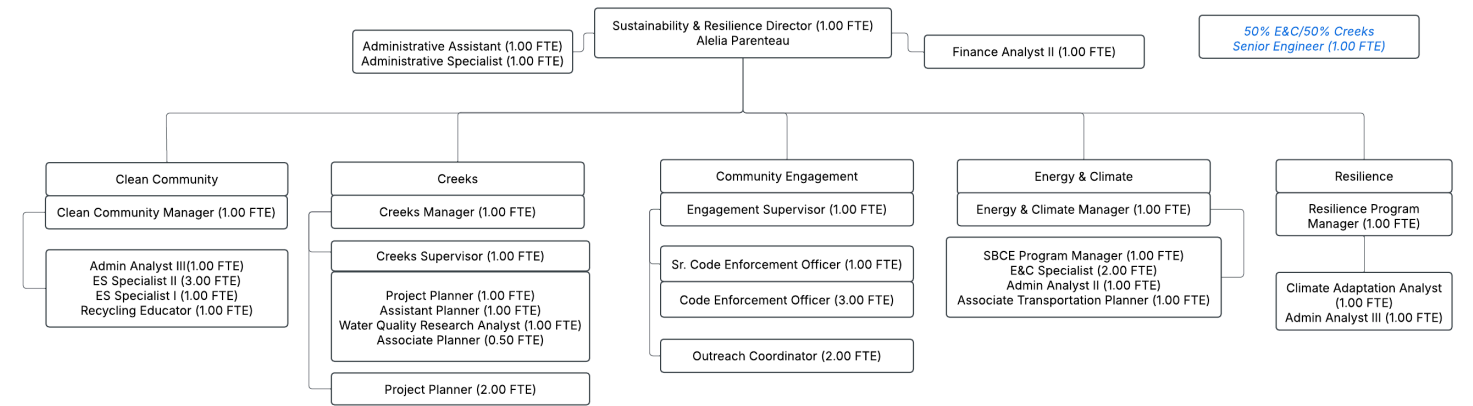 Sustainability & Resilience Director (1.00 FTE)
Alelia Parenteau
Administrative Assistant (1.00 FTE)
Administrative Specialist (1.00 FTE)
Finance Analyst II (1.00 FTE)
50% E&C/50% Creeks
Senior Engineer (1.00 FTE)
Clean Community
Clean Community Manager (1.00 FTE)
Admin Analyst III(1.00 FTE)
ES Specialist II (3.00 FTE)
ES Specialist I (1.00 FTE)
Recycling Educator (1.00 FTE)
Creeks
Creeks Manager (1.00 FTE)
Creeks Supervisor (1.00 FTE)
Project Planner (1.00 FTE)
Assistant Planner (1.00 FTE)
Water Quality Research Analyst (1.00 FTE)
Associate Planner (0.50 FTE)
Project Planner (2.00 FTE)
Community Engagement
Engagement Supervisor (1.00 FTE)
Sr. Code Enforcement Officer (1.00 FTE)
Code Enforcement Officer (3.00 FTE)
Outreach Coordinator (2.00 FTE)
Energy & Climate
Energy & Climate Manager (1.00 FTE)
SBCE Program Manager (1.00 FTE)
E&C Specialist (2.00 FTE)
Admin Analyst II (1.00 FTE)
Associate Transportation Planner (1.00 FTE)
Resilience
Resilience Program
Manager (1.00 FTE)
Climate Adaptation Analyst
(1.00 FTE)
Admin Analyst III (1.00 FTE)